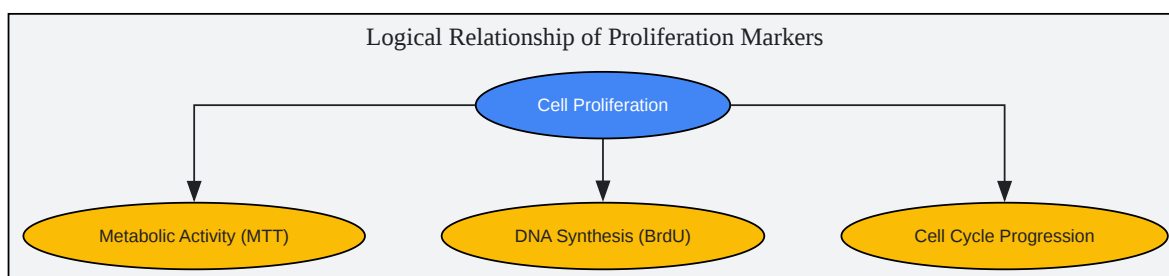 Logical Relationship of Proliferation Markers
Cell Proliferation
Metabolic Activity (MTT)
DNA Synthesis (BrdU)
Cell Cycle Progression